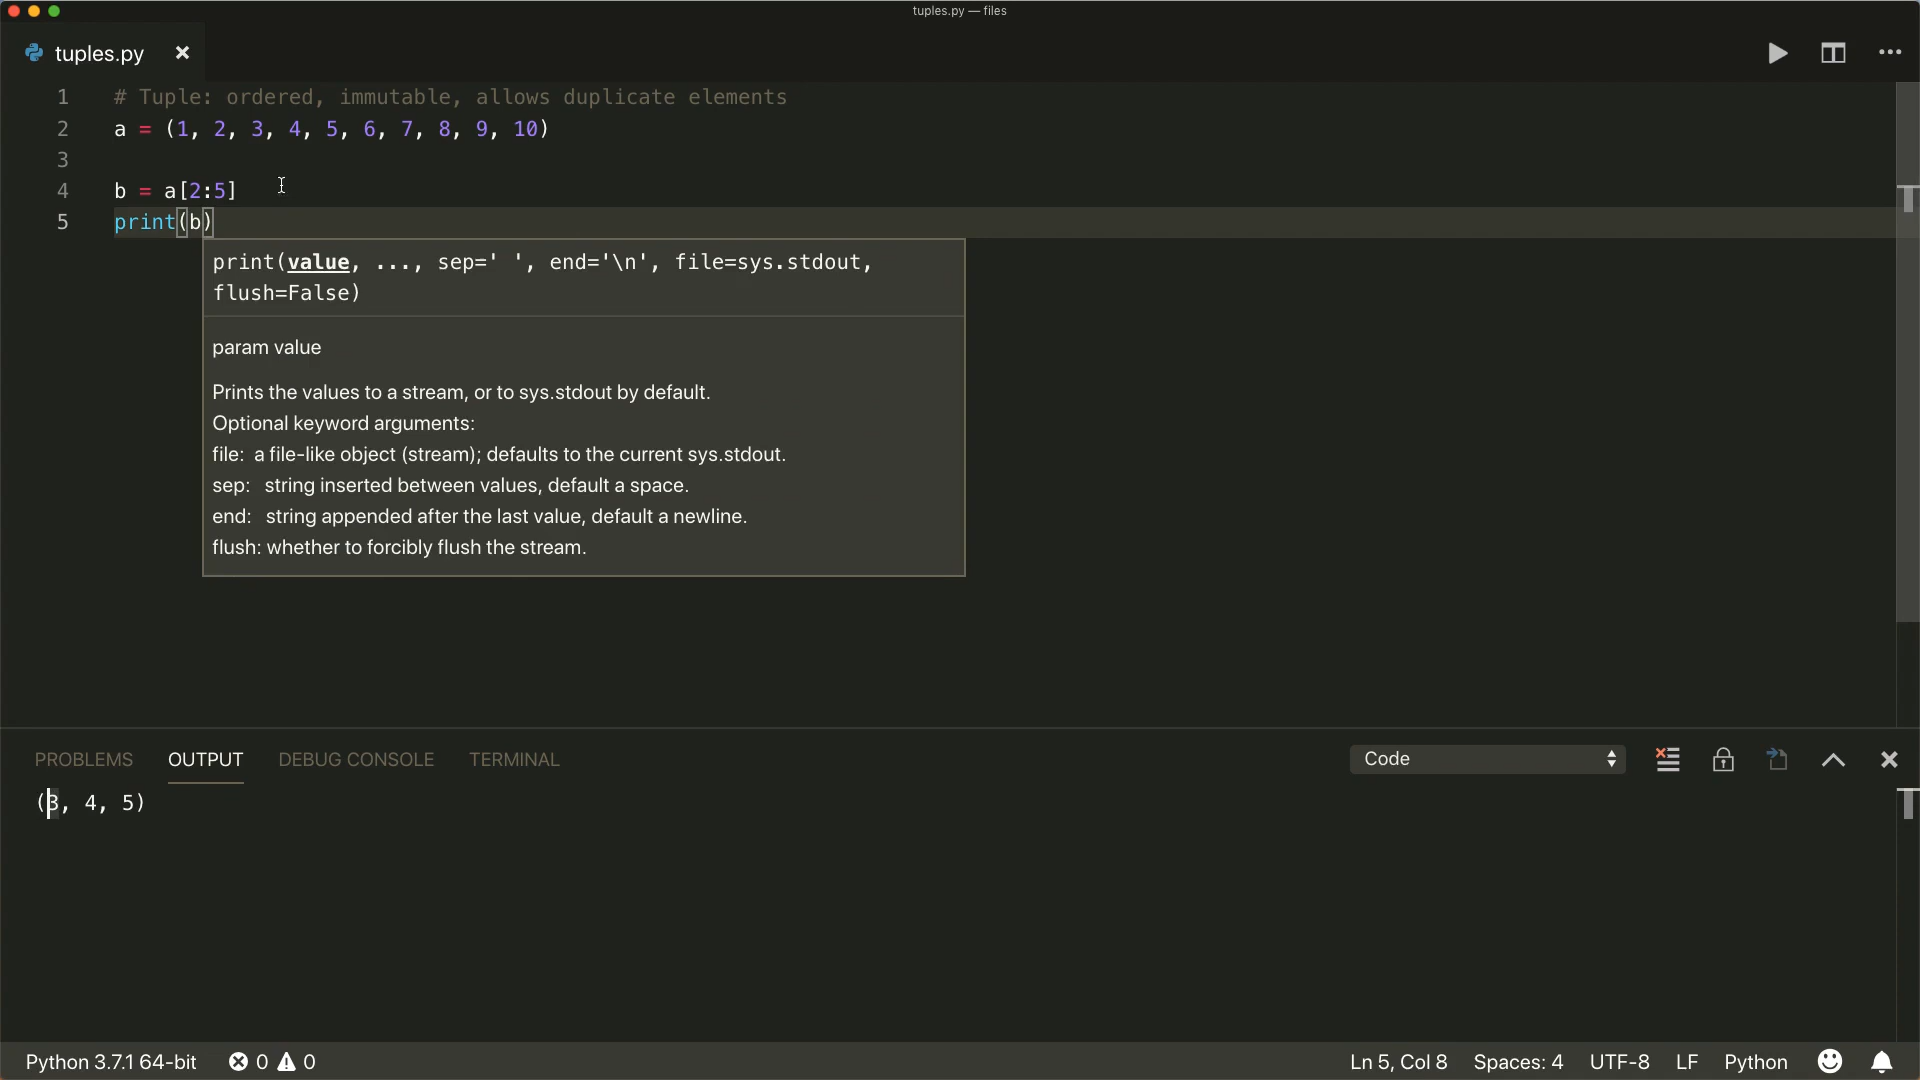 tuples.py — files
tuples.py
1 # Tuple: ordered, immutable, allows duplicate elements
2 a = (1, 2, 3, 4, 5, 6, 7, 8, 9, 10)
3
4 b = a[2:5]
5 print(b)
print(value, ..., sep=' ', end='\n', file=sys.stdout,
flush=False)
param value
Prints the values to a stream, or to sys.stdout by default.
Optional keyword arguments:
file: a file-like object (stream); defaults to the current sys.stdout.
sep: string inserted between values, default a space.
end: string appended after the last value, default a newline.
flush: whether to forcibly flush the stream.
PROBLEMS OUTPUT DEBUG CONSOLE TERMINAL Code
(3, 4, 5)
Python 3.7.1 64-bit 0 0 Ln 5, Col 8 Spaces: 4 UTF-8 LF Python